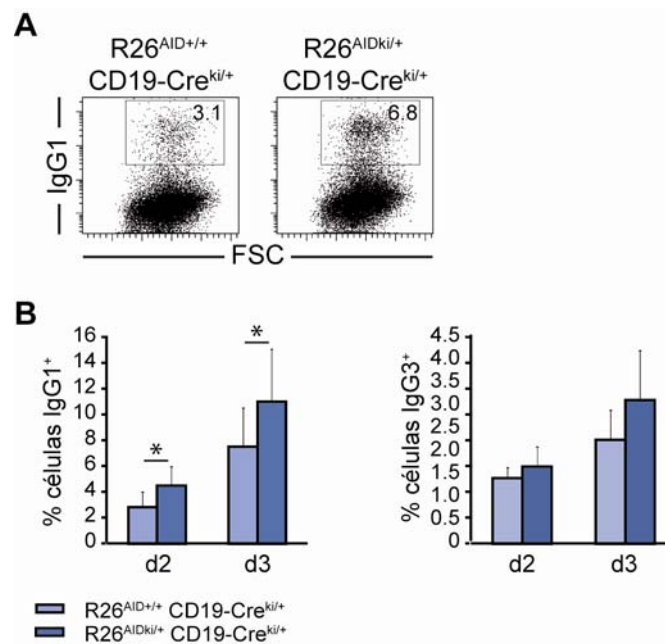 A
R26AID+/+
CD19-Creki/+
R26AIDki/+
CD19-Creki/+
3.1
6.8
IgG1
FSC
B
% células IgG1+
16
14
12
10
8
6
4
2
0
*
*
d2
d3
% células IgG3+
4.5
4.0
3.0
2.5
2.0
1.5
1.0
0.5
0
d2
d3
R26AID+/+ CD19-Creki/+
R26AIDki/+ CD19-Creki/+